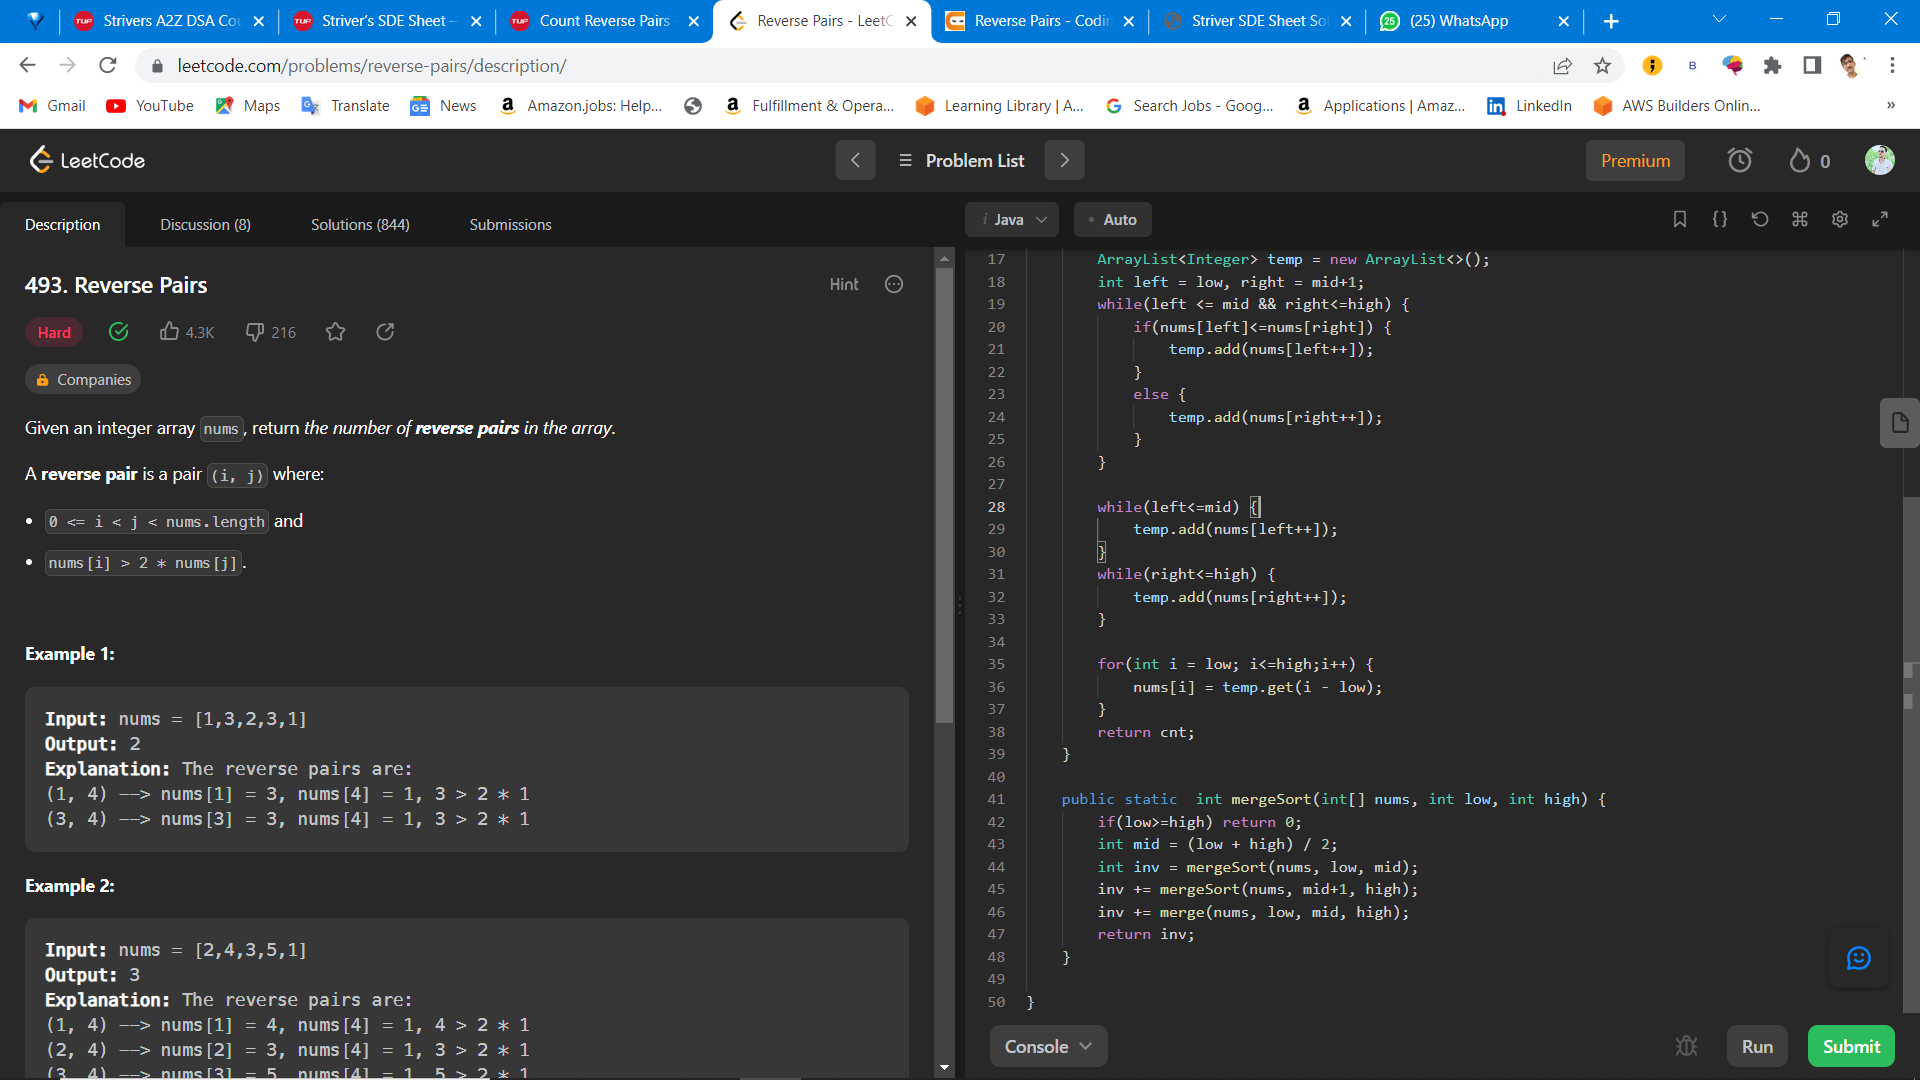 Strivers A2Z DSA Cou
Striver's SDE Sheet –
Count Reverse Pairs
Reverse Pairs - LeetC
Reverse Pairs - Codin
Striver SDE Sheet So
25
(25) WhatsApp
leetcode.com/problems/reverse-pairs/description/
Gmail
YouTube
Maps
Translate
News
Amazon.jobs: Help...
Fulfillment & Opera...
Learning Library | A...
Search Jobs - Goog...
Applications | Amaz...
LinkedIn
AWS Builders Onlin...
»
LeetCode
Problem List
Premium
0
Description
Discussion (8)
Solutions (844)
Submissions
493. Reverse Pairs
Hint
Hard
4.3K
216
Companies
Given an integer array nums, return the number of reverse pairs in the array.
A reverse pair is a pair (i, j) where:
• 0 <= i < j < nums.length and
• nums[i] > 2 * nums[j].
Example 1:
Input: nums = [1,3,2,3,1]
Output: 2
Explanation: The reverse pairs are:
(1, 4) --> nums[1] = 3, nums[4] = 1, 3 > 2 * 1
(3, 4) --> nums[3] = 3, nums[4] = 1, 3 > 2 * 1
Example 2:
Input: nums = [2,4,3,5,1]
Output: 3
Explanation: The reverse pairs are:
(1, 4) --> nums[1] = 4, nums[4] = 1, 4 > 2 * 1
(2, 4) --> nums[2] = 3, nums[4] = 1, 3 > 2 * 1
(3, 4) --> nums[3] = 5, nums[4] = 1, 5 > 2 * 1
i Java
• Auto
17 ArrayList<Integer> temp = new ArrayList<>();
18 int left = low, right = mid+1;
19 while(left <= mid && right<=high) {
20 if(nums[left]<=nums[right]) {
21 temp.add(nums[left++]);
22 }
23 else {
24 temp.add(nums[right++]);
25 }
26 }
27
28 while(left<=mid) {
29 temp.add(nums[left++]);
30 }
31 while(right<=high) {
32 temp.add(nums[right++]);
33 }
34
35 for(int i = low; i<=high;i++) {
36 nums[i] = temp.get(i - low);
37 }
38 return cnt;
39 }
40
41 public static  int mergeSort(int[] nums, int low, int high) {
42 if(low>=high) return 0;
43 int mid = (low + high) / 2;
44 int inv = mergeSort(nums, low, mid);
45 inv += mergeSort(nums, mid+1, high);
46 inv += merge(nums, low, mid, high);
47 return inv;
48 }
49
50 }
Console
Run
Submit